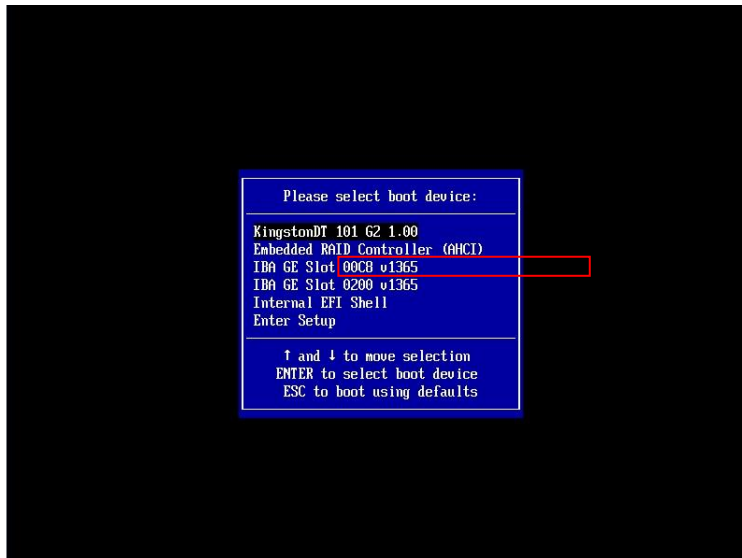 Please select boot device:
KingstonDT 101 G2 1.00
Embedded RAID Controller (AHCI)
IBA GE Slot 00C8 v1365
IBA GE Slot 0200 v1365
Internal EFI Shell
Enter Setup
↑ and ↓ to move selection
ENTER to select boot device
ESC to boot using defaults